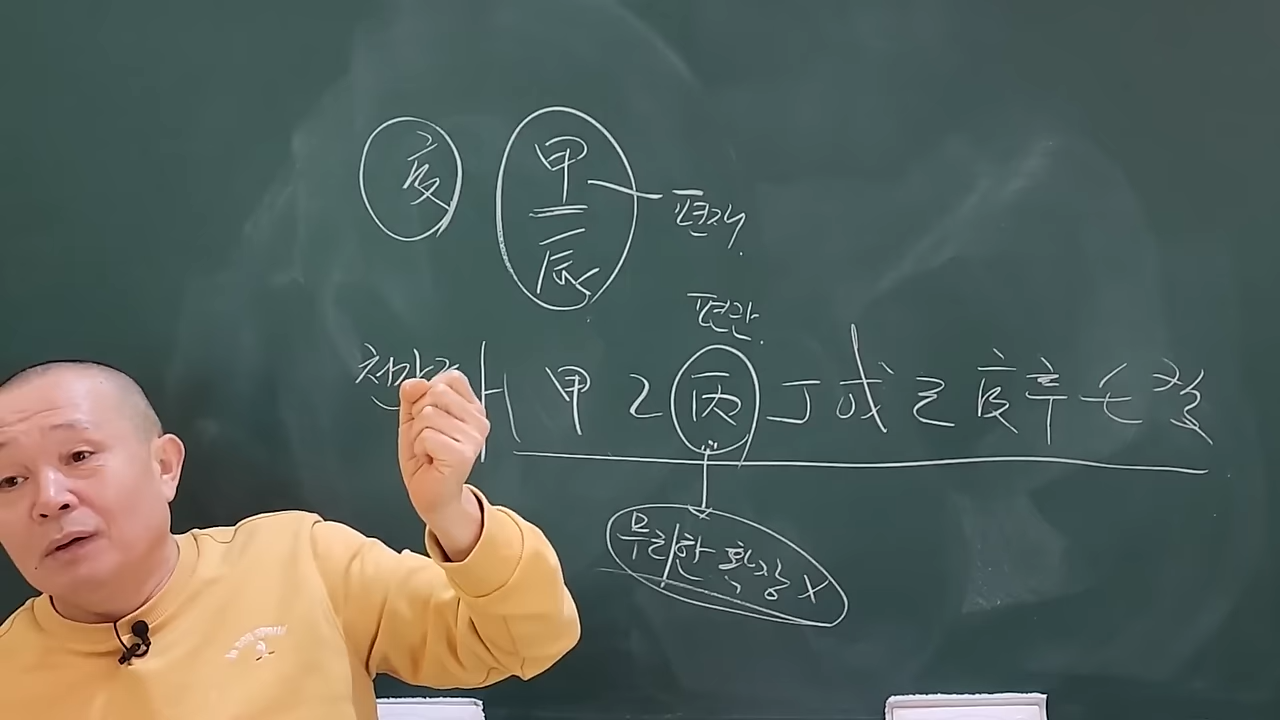 庚
甲 편재
辰
편관
천간 甲 乙 丙 丁 戊 己 庚 辛 壬 癸
무리한 확장 X